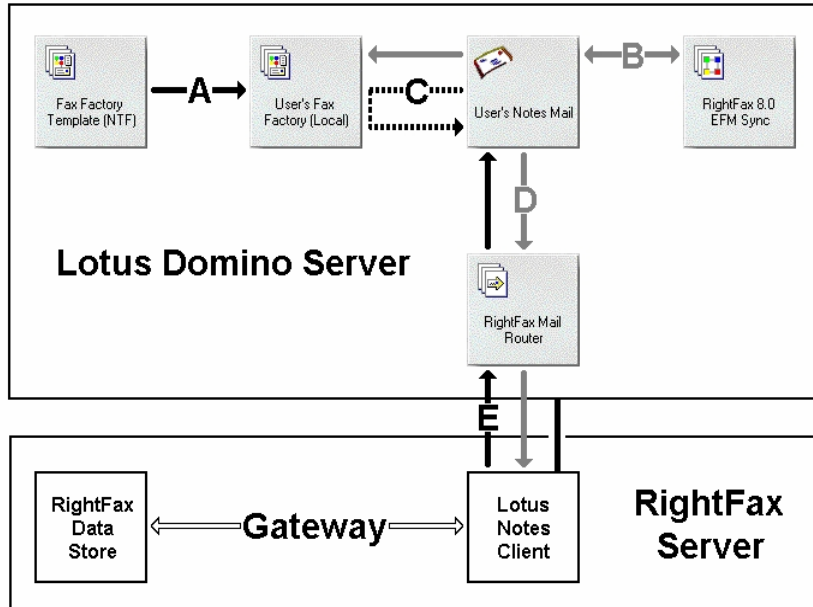 Fax Factory
Template (NTF)
A
User's Fax
Factory (Local)
C
User's Notes Mail
B
RightFax 8.0
EFM Sync
D
Lotus Domino Server
RightFax Mail
Router
E
RightFax
Data
Store
Gateway
Lotus
Notes
Client
RightFax
Server